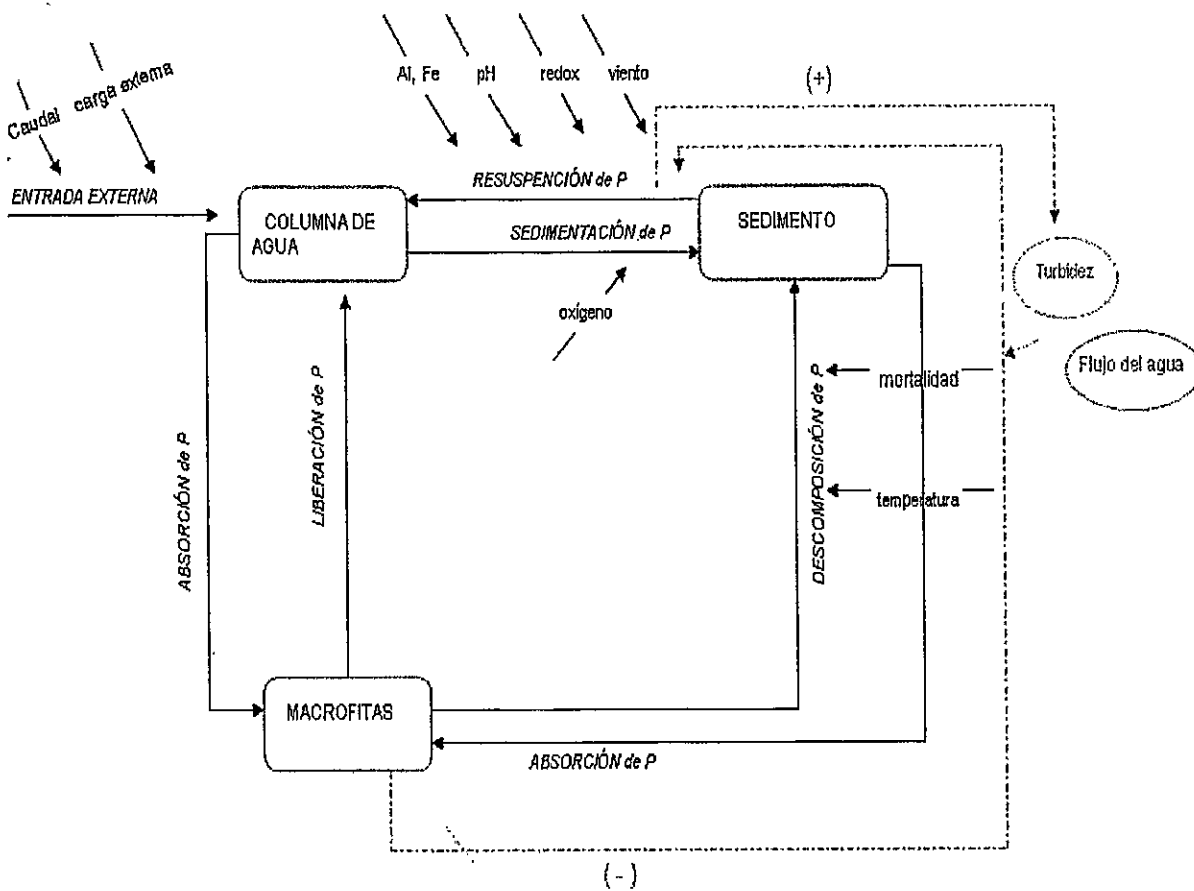 Al, Fe
pH
redox
viento
(+)
Caudal
carga externa
ENTRADA EXTERNA
RESUSPENCIÓN de P
COLUMNA DE
AGUA
SEDIMENTACIÓN de P
SEDIMENTO
oxígeno
Turbidez
Flujo del agua
mortalidad
temperatura
ABSORCIÓN de P
LIBERACIÓN de P
DESCOMPOSICIÓN de P
MACROFITAS
ABSORCIÓN de P
(-)